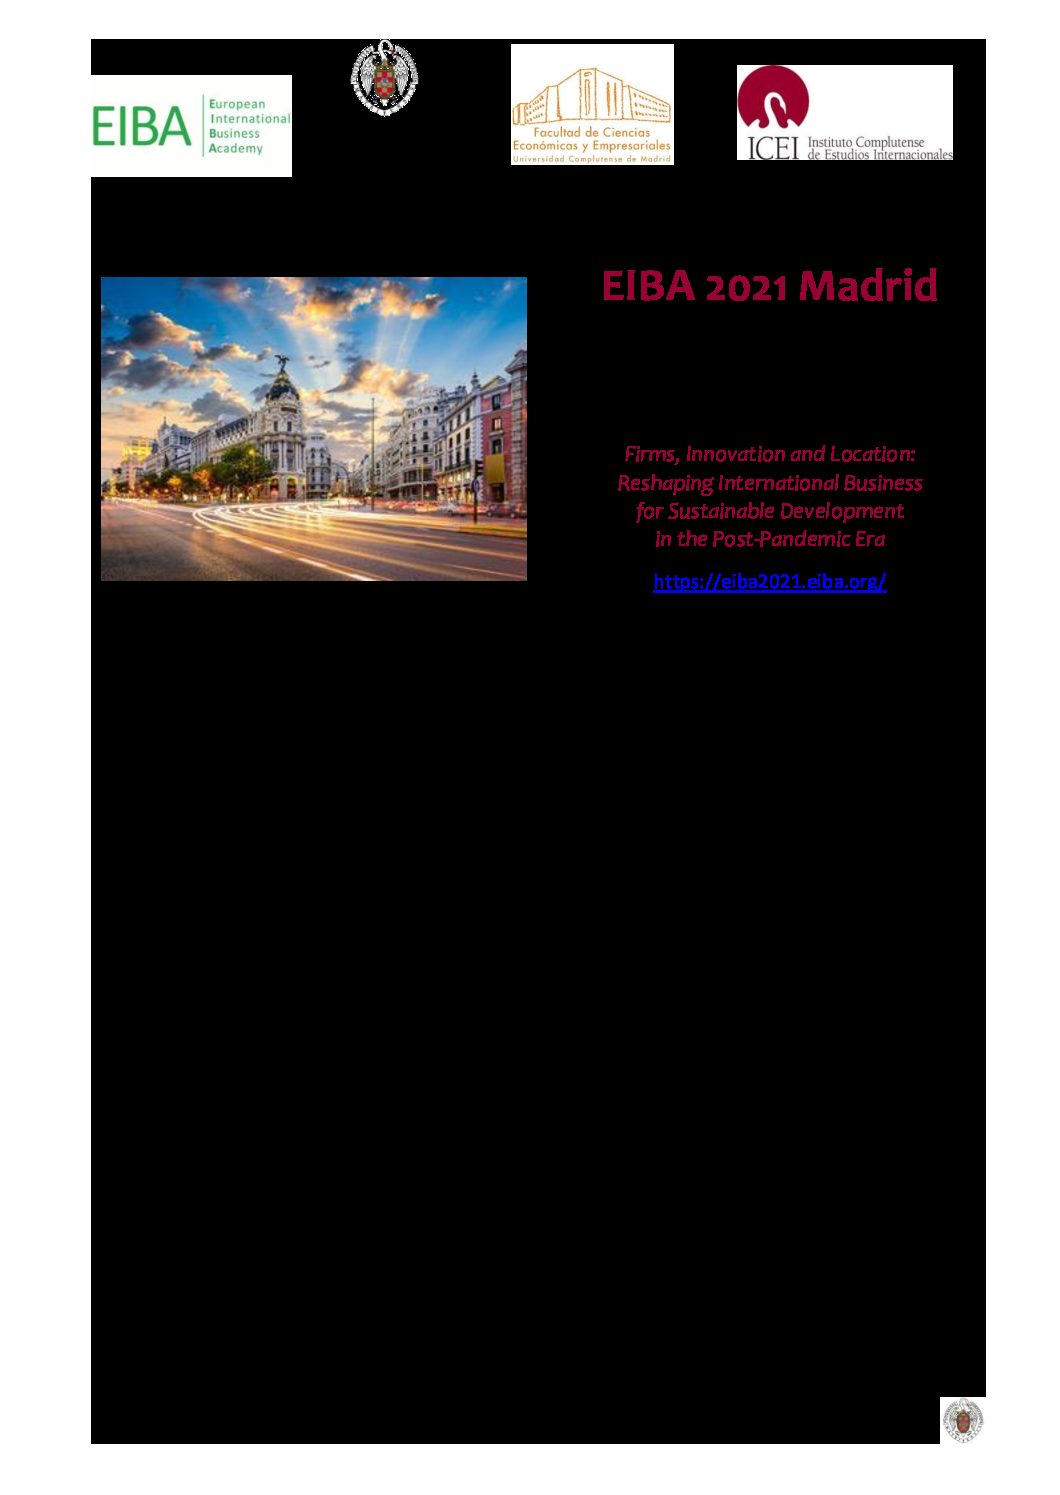 EIBA
European
International
Business
Academy
Facultad de Ciencias
Económicas y Empresariales
Universidad Complutense de Madrid
ICEI
Instituto Complutense
de Estudios Internacionales
EIBA 2021 Madrid
Firms, Innovation and Location:
Reshaping International Business
for Sustainable Development
in the Post-Pandemic Era
https://eiba2021.eiba.org/